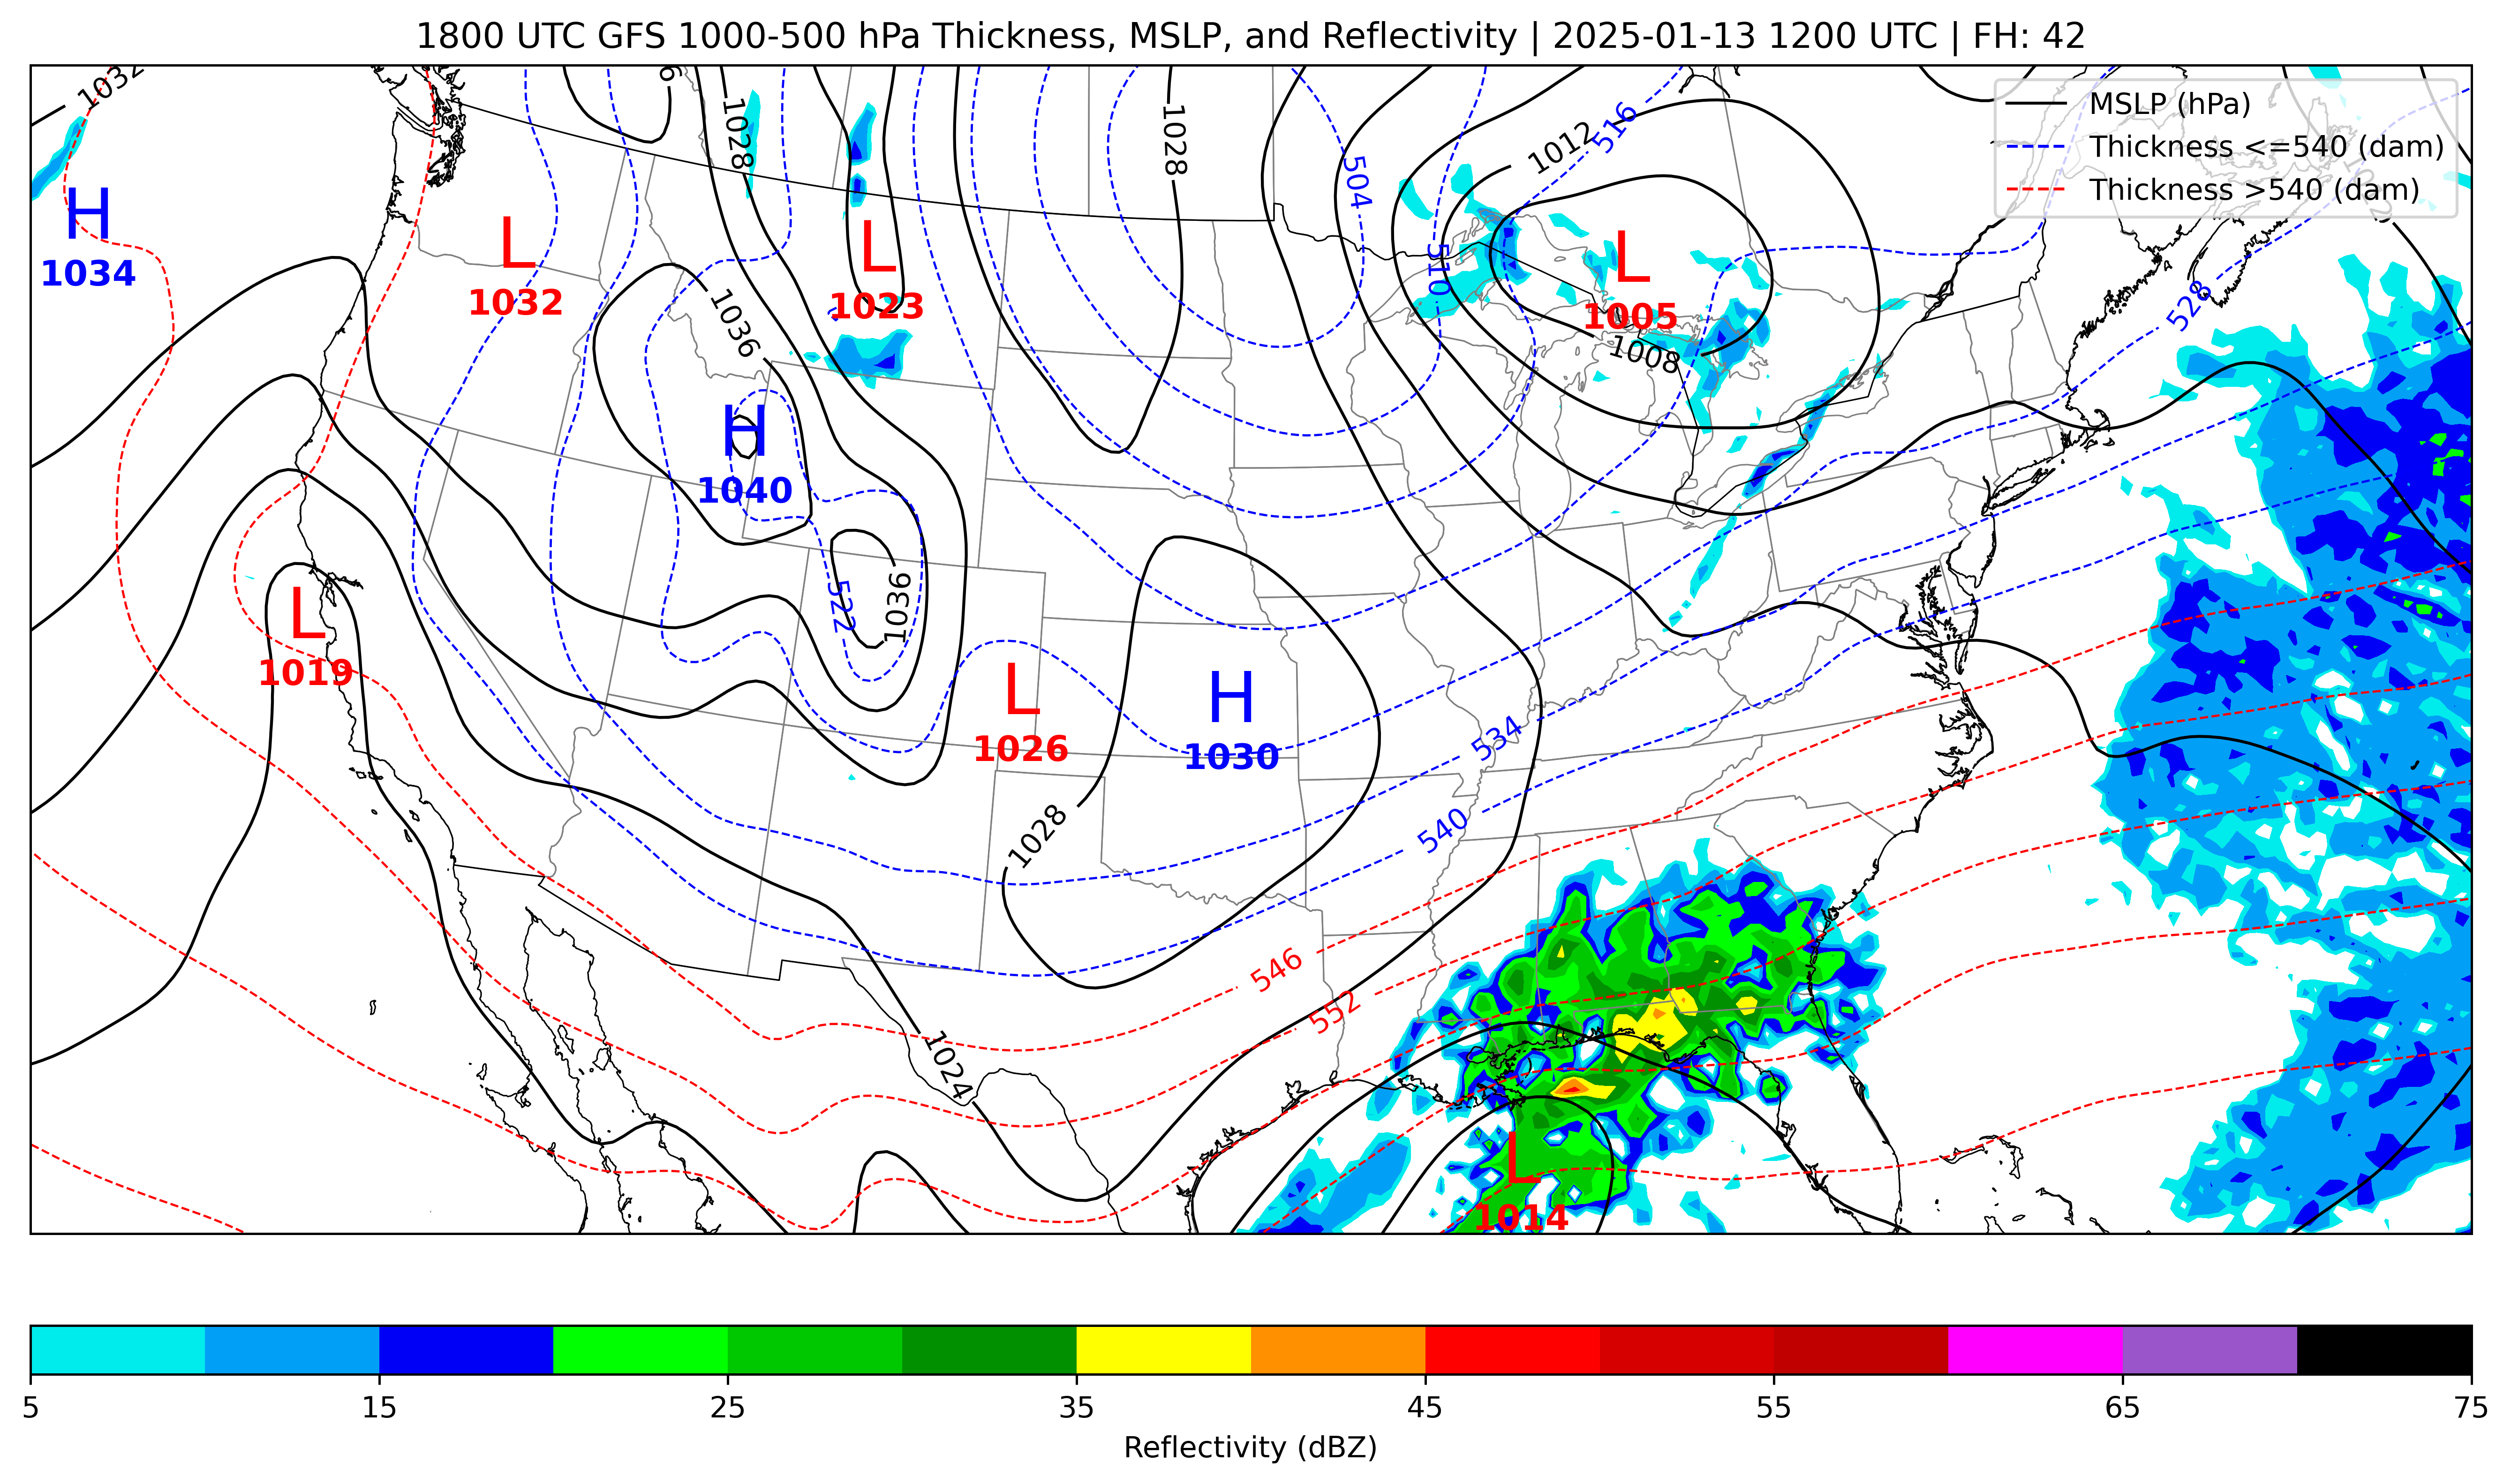 1800 UTC GFS 1000-500 hPa Thickness, MSLP, and Reflectivity | 2025-01-13 1200 UTC | FH: 42
MSLP (hPa)
Thickness <=540 (dam)
Thickness >540 (dam)
1032
6
1028
1028
1012
516
504
510
528
H
1034
L
1032
L
1023
L
1005
1008
1036
H
1040
522
1036
L
1019
L
1026
H
1030
534
540
1028
546
552
1024
L
1014
5
15
25
35
45
55
65
75
Reflectivity (dBZ)